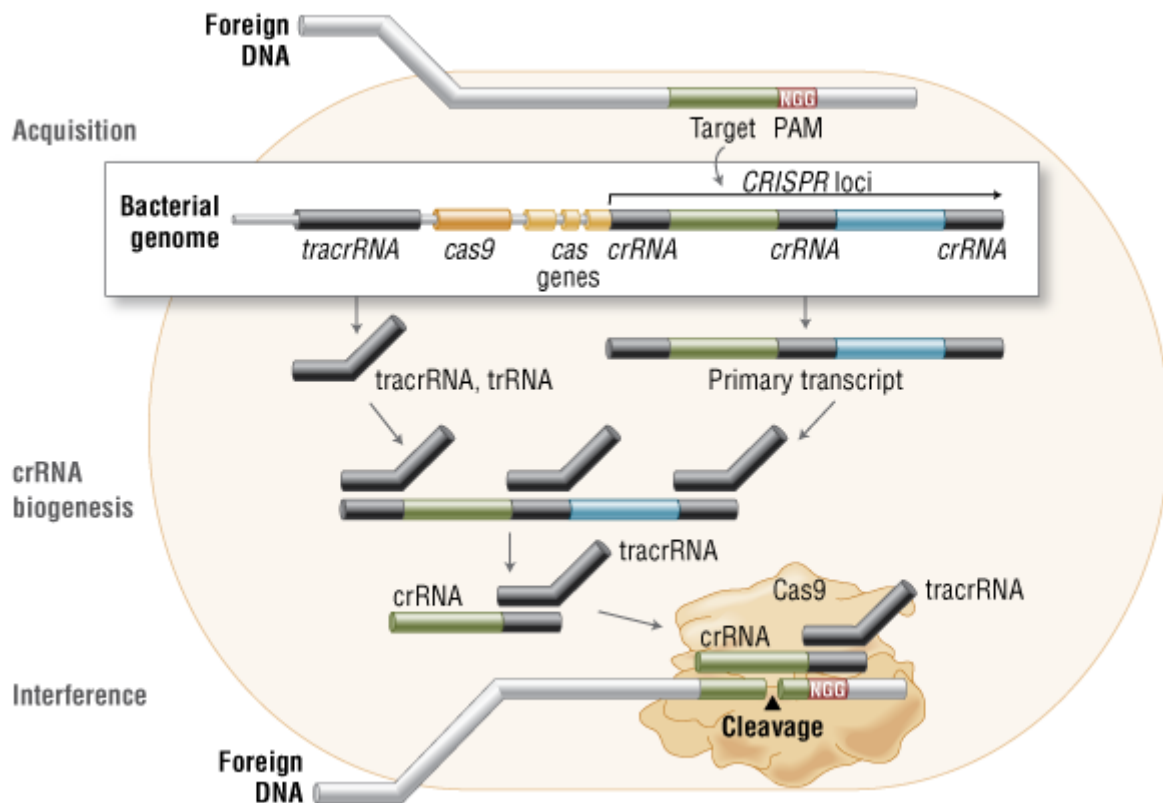 Foreign
DNA
NGG
Acquisition
Target PAM
CRISPR loci
Bacterial
genome
tracrRNA cas9 cas
genes crRNA crRNA crRNA
tracrRNA, trRNA
Primary transcript
crRNA
biogenesis
tracrRNA
crRNA
Cas9
tracrRNA
crRNA
Interference
NGG
Cleavage
Foreign
DNA